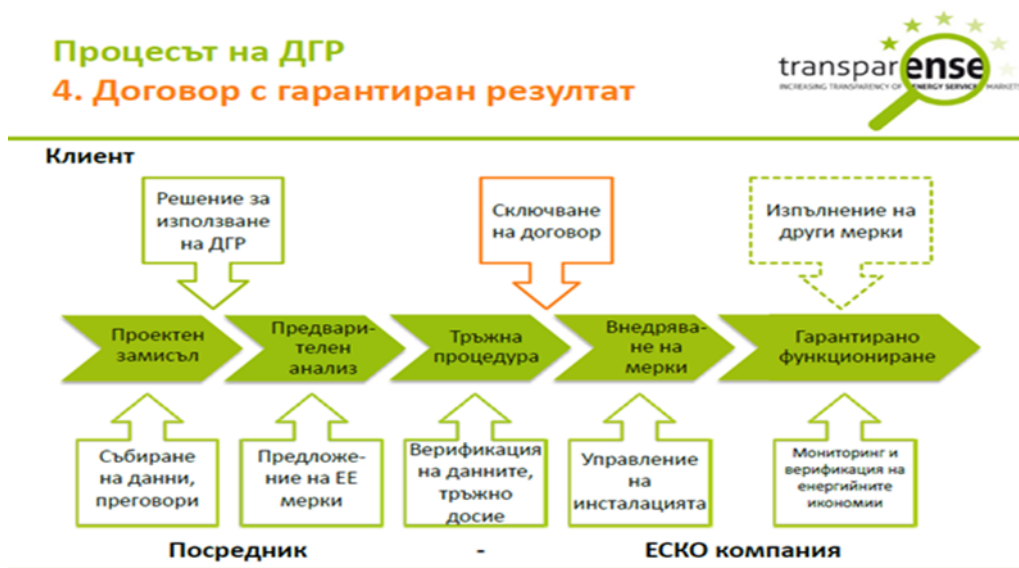 Процесът на ДГР
4. Договор с гарантиран резултат
transparense
INCREASING TRANSPARENCY OF ENERGY SERVICE MARKETS
Клиент
Решение за
използване
на ДГР
Сключване
на договор
Изпълнение на
други мерки
Проектен
замисъл
Предвари-
телен
анализ
Тръжна
процедура
Внедрява-
не на
мерки
Гарантирано
функциониране
Събиране
на данни,
преговори
Предложе-
ние на ЕЕ
мерки
Верификация
на данните,
тръжно
досие
Управление
на
инсталацията
Мониторинг и
верификация на
енергийните
икономии
Посредник - ЕСКО компания